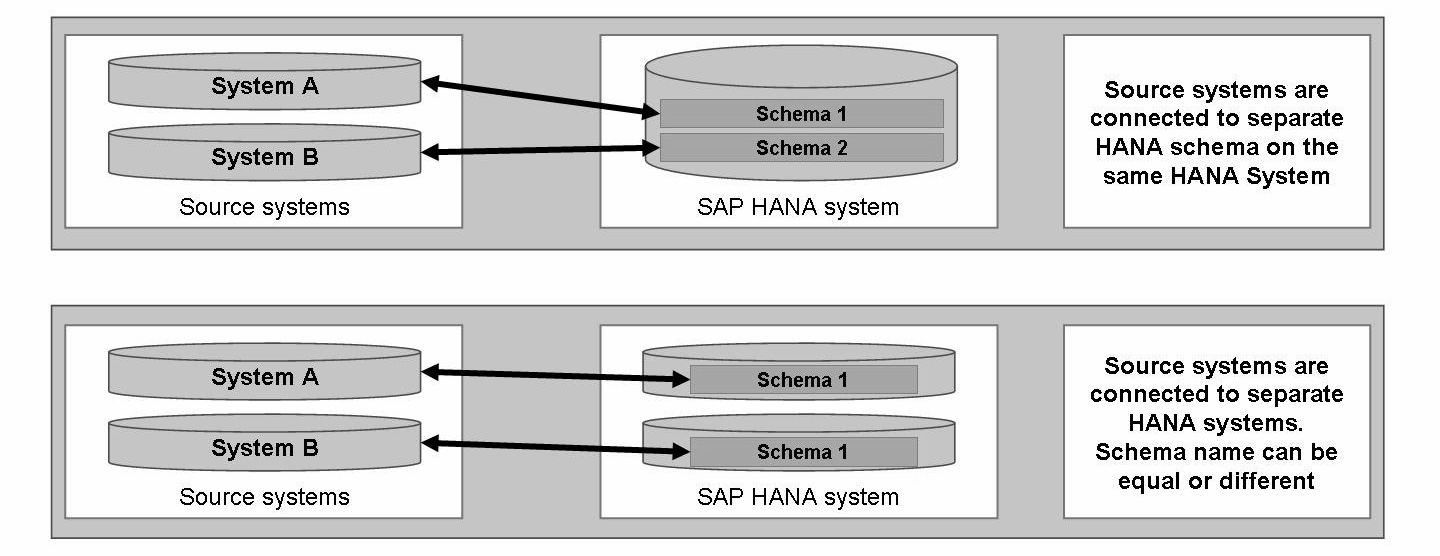 System A
System B
Source systems
Schema 1
Schema 2
SAP HANA system
Source systems are
connected to separate
HANA schema on the
same HANA System
System A
System B
Source systems
Schema 1
Schema 1
SAP HANA system
Source systems are
connected to separate
HANA systems.
Schema name can be
equal or different